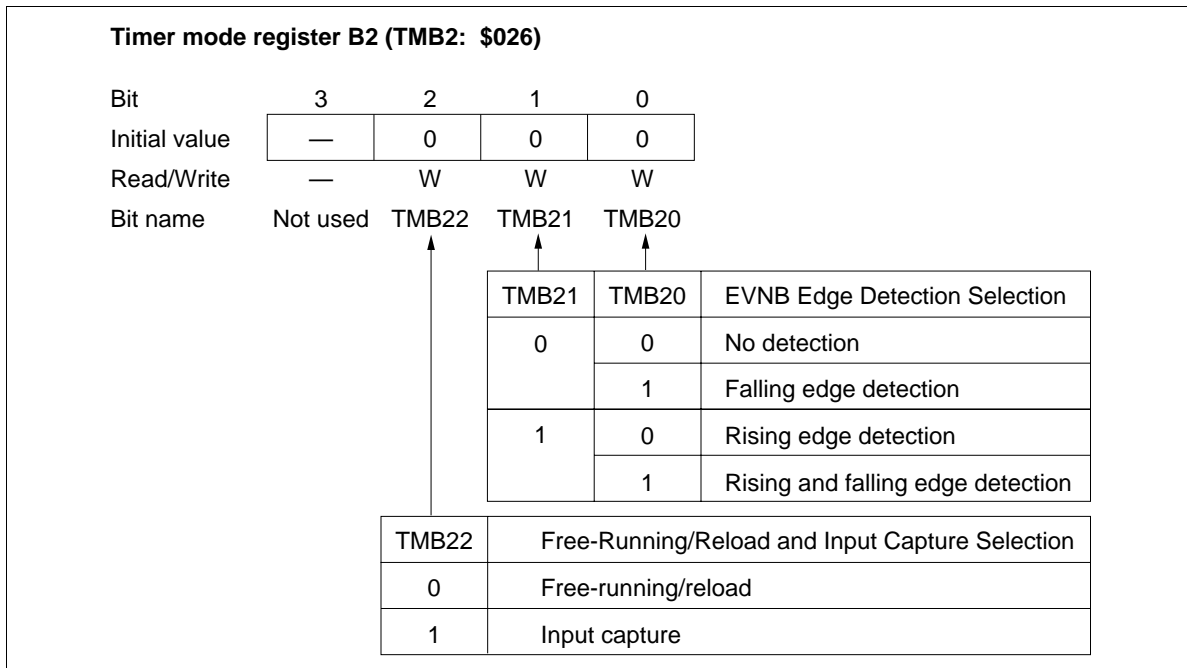 Timer mode register B2 (TMB2: $026)
Bit 3 2 1 0
Initial value — 0 0 0
Read/Write — W W W
Bit name Not used TMB22 TMB21 TMB20
TMB21 TMB20 EVNB Edge Detection Selection
0 0 No detection
1 Falling edge detection
1 0 Rising edge detection
1 Rising and falling edge detection
TMB22 Free-Running/Reload and Input Capture Selection
0 Free-running/reload
1 Input capture